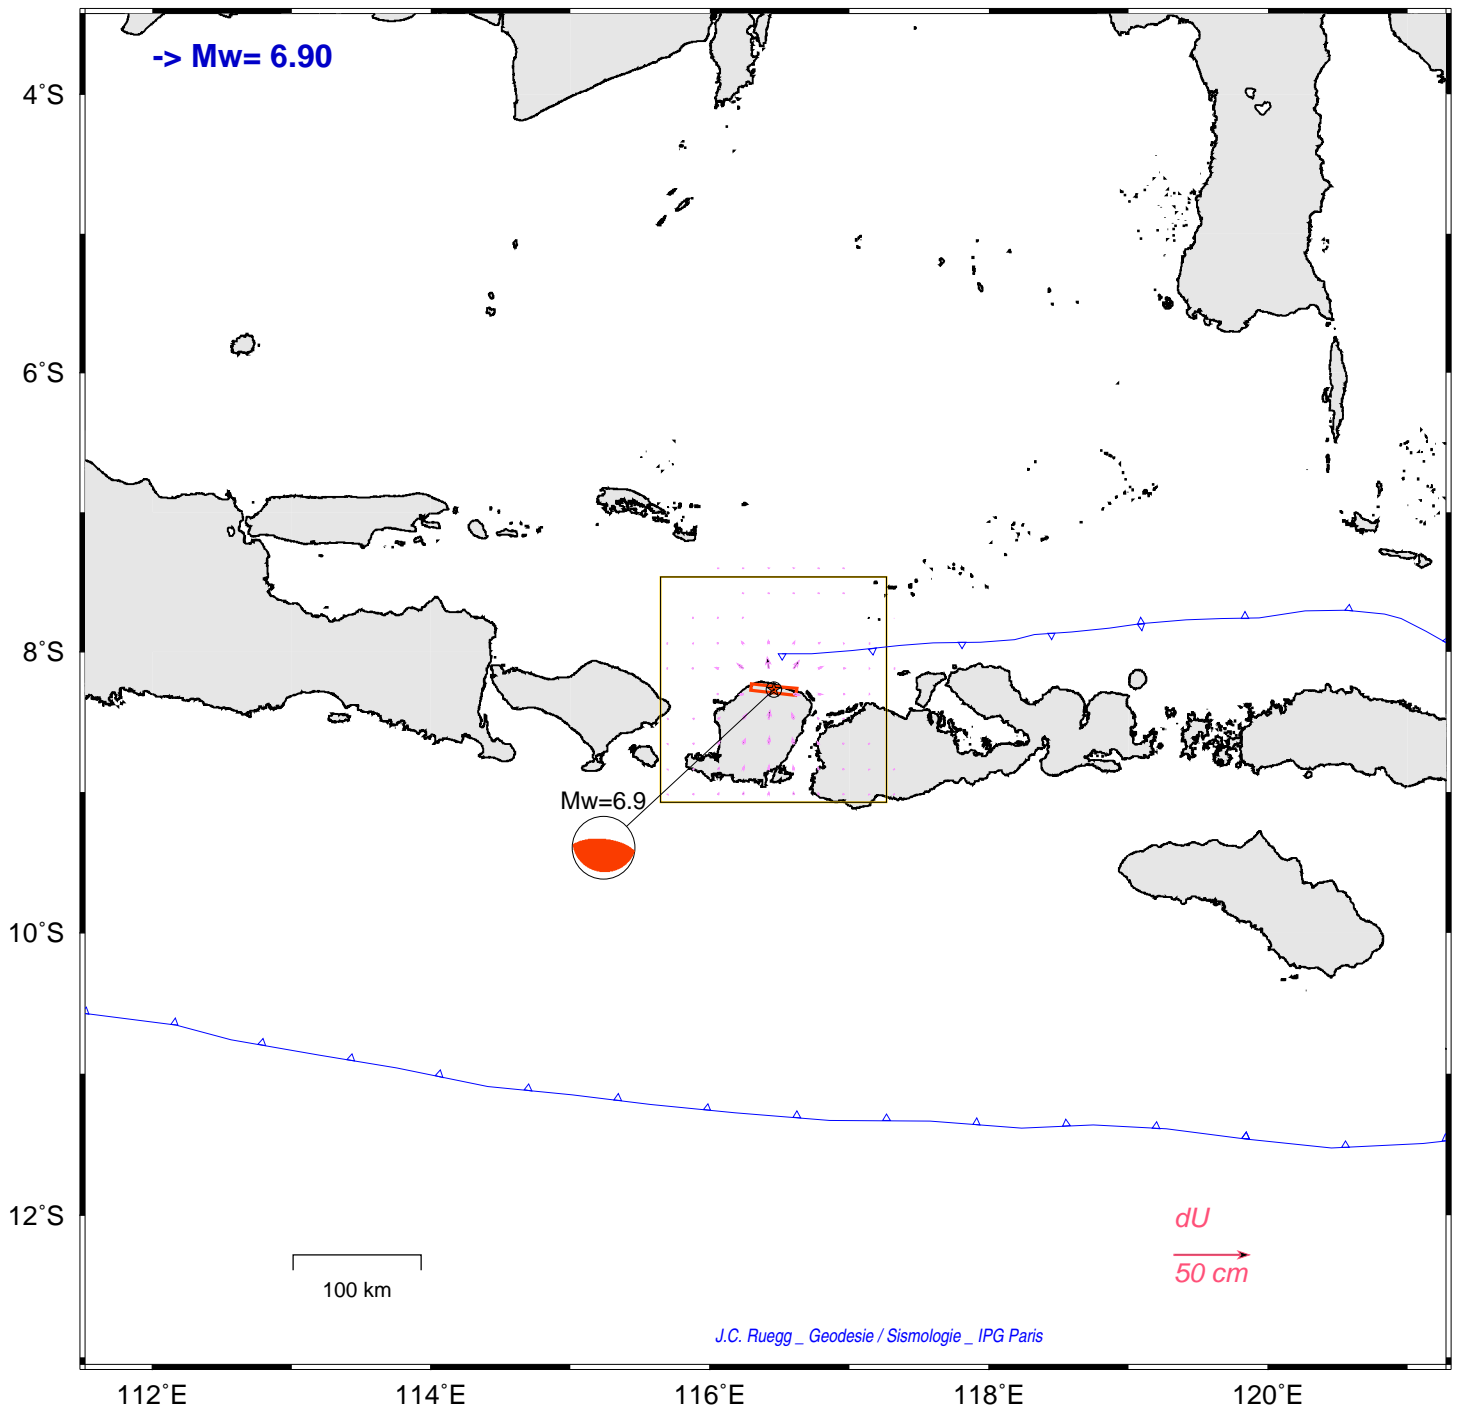 -> Mw= 6.90
4°S
6°S
8°S
Mw=6.9
10°S
12°S
dU
50 cm
100 km
J.C. Ruegg _ Geodesie / Sismologie _ IPG Paris
112°E 114°E 116°E 118°E 120°E